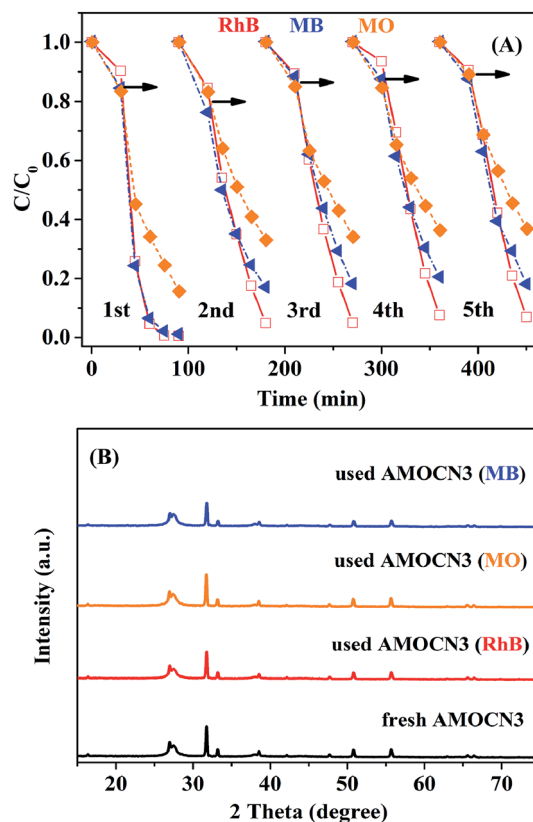 RhB MB MO
(A)
C/C0
1.0
0.8
0.6
0.4
0.2
0.0
1st 2nd 3rd 4th 5th
0 100 200 300 400
Time (min)
(B)
Intensity (a.u.)
used AMOCN3 (MB)
used AMOCN3 (MO)
used AMOCN3 (RhB)
fresh AMOCN3
20 30 40 50 60 70
2 Theta (degree)